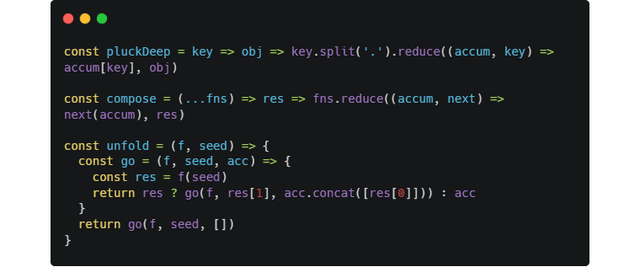 const pluckDeep = key => obj => key.split('.').reduce((accum, key) =>
accum[key], obj)

const compose = (...fns) => res => fns.reduce((accum, next) =>
next(accum), res)

const unfold = (f, seed) => {
  const go = (f, seed, acc) => {
    const res = f(seed)
    return res ? go(f, res[1], acc.concat([res[0]])) : acc
  }
  return go(f, seed, [])
}